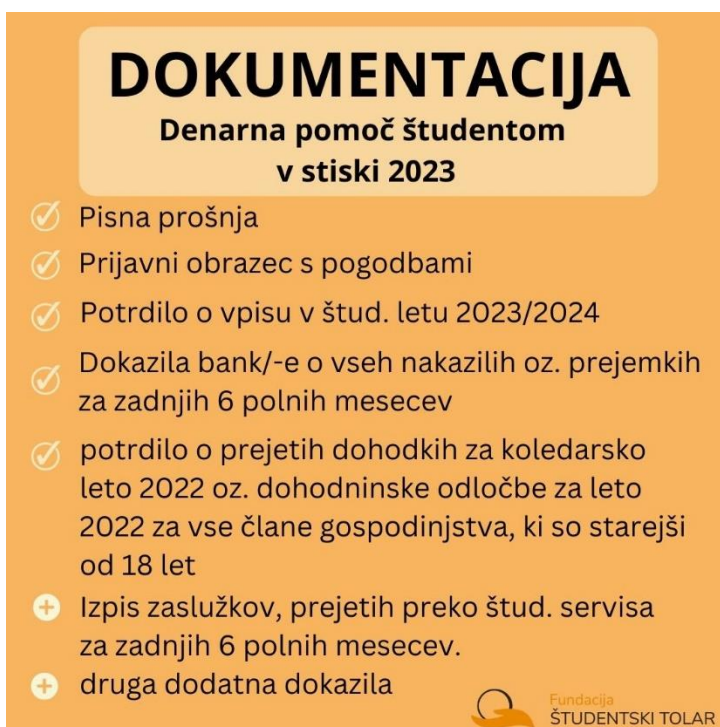 DOKUMENTACIJA
Denarna pomoč študentom
v stiski 2023
Pisna prošnja
Prijavni obrazec s pogodbami
Potrdilo o vpisu v štud. letu 2023/2024
Dokazila bank/-e o vseh nakazilih oz. prejemkih
za zadnjih 6 polnih mesecev
potrdilo o prejetih dohodkih za koledarsko
leto 2022 oz. dohodninske odločbe za leto
2022 za vse člane gospodinjstva, ki so starejši
od 18 let
Izpis zaslužkov, prejetih preko štud. servisa
za zadnjih 6 polnih mesecev.
druga dodatna dokazila
Fundacija
ŠTUDENTSKI TOLAR